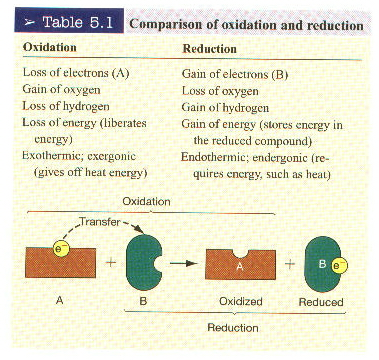 ➢ Table 5.1 Comparison of oxidation and reduction
Oxidation Reduction
Loss of electrons (A) Gain of electrons (B)
Gain of oxygen Loss of oxygen
Loss of hydrogen Gain of hydrogen
Loss of energy (liberates Gain of energy (stores energy in
energy) the reduced compound)
Exothermic; exergonic Endothermic; endergonic (re-
(gives off heat energy) quires energy, such as heat)
Oxidation
Transfer
e⁻ + A + B e⁻
A B Oxidized Reduced
Reduction